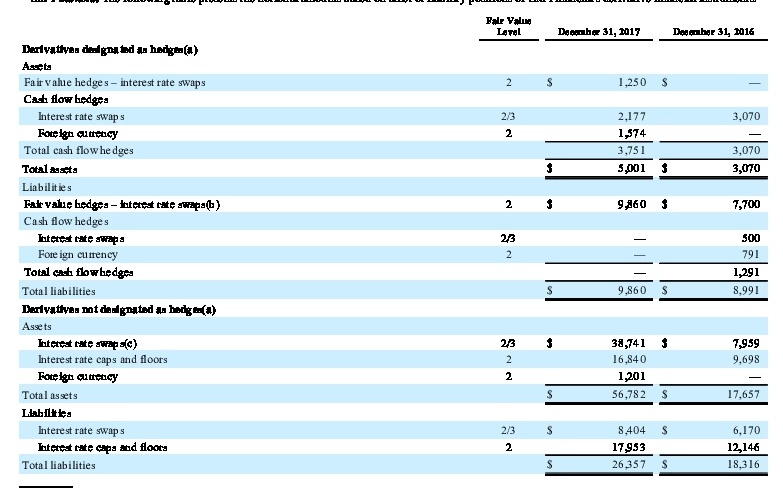 Fair Value
Level December 31, 2017 December 31, 2016
Derivatives designated as hedges(a)
Assets
Fair value hedges – interest rate swaps 2 $ 1,250 $ —
Cash flow hedges
Interest rate swaps 2/3 2,177 3,070
Foreign currency 2 1,574 —
Total cash flow hedges 3,751 3,070
Total assets $ 5,001 $ 3,070
Liabilities
Fair value hedges – interest rate swaps(b) 2 $ 9,860 $ 7,700
Cash flow hedges
Interest rate swaps 2/3 — 500
Foreign currency 2 — 791
Total cash flow hedges — 1,291
Total liabilities $ 9,860 $ 8,991
Derivatives not designated as hedges(a)
Assets
Interest rate swaps(c) 2/3 $ 38,741 $ 7,959
Interest rate caps and floors 2 16,840 9,698
Foreign currency 2 1,201 —
Total assets $ 56,782 $ 17,657
Liabilities
Interest rate swaps 2/3 $ 8,404 $ 6,170
Interest rate caps and floors 2 17,953 12,146
Total liabilities $ 26,357 $ 18,316